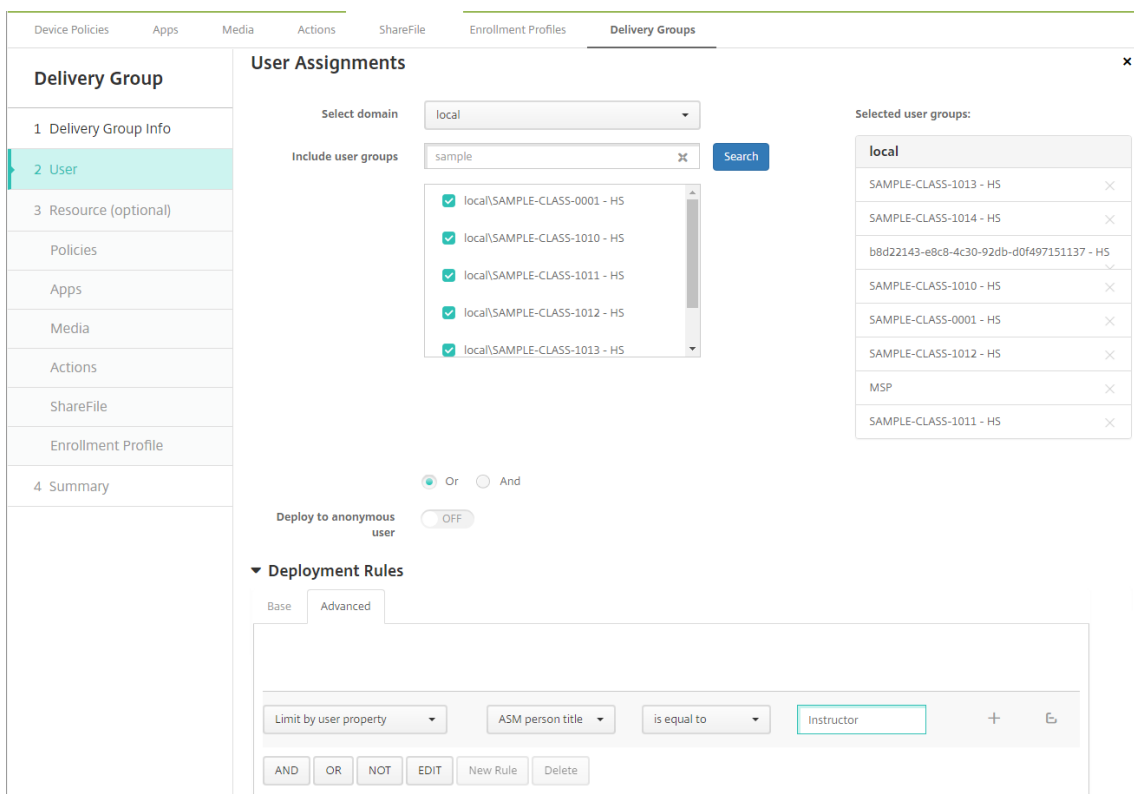 Device Policies Apps Media Actions ShareFile Enrollment Profiles Delivery Groups
Delivery Group
1 Delivery Group Info
2 User
3 Resource (optional)
Policies
Apps
Media
Actions
ShareFile
Enrollment Profile
4 Summary
User Assignments
Select domain local
Include user groups sample Search
local\SAMPLE-CLASS-0001 - HS
local\SAMPLE-CLASS-1010 - HS
local\SAMPLE-CLASS-1011 - HS
local\SAMPLE-CLASS-1012 - HS
local\SAMPLE-CLASS-1013 - HS
Selected user groups:
local
SAMPLE-CLASS-1013 - HS
SAMPLE-CLASS-1014 - HS
b8d22143-e8c8-4c30-92db-d0f497151137 - HS
SAMPLE-CLASS-1010 - HS
SAMPLE-CLASS-0001 - HS
SAMPLE-CLASS-1012 - HS
MSP
SAMPLE-CLASS-1011 - HS
Or And
Deploy to anonymous
user
OFF
Deployment Rules
Base Advanced
Limit by user property ASM person title is equal to Instructor
AND OR NOT EDIT New Rule Delete